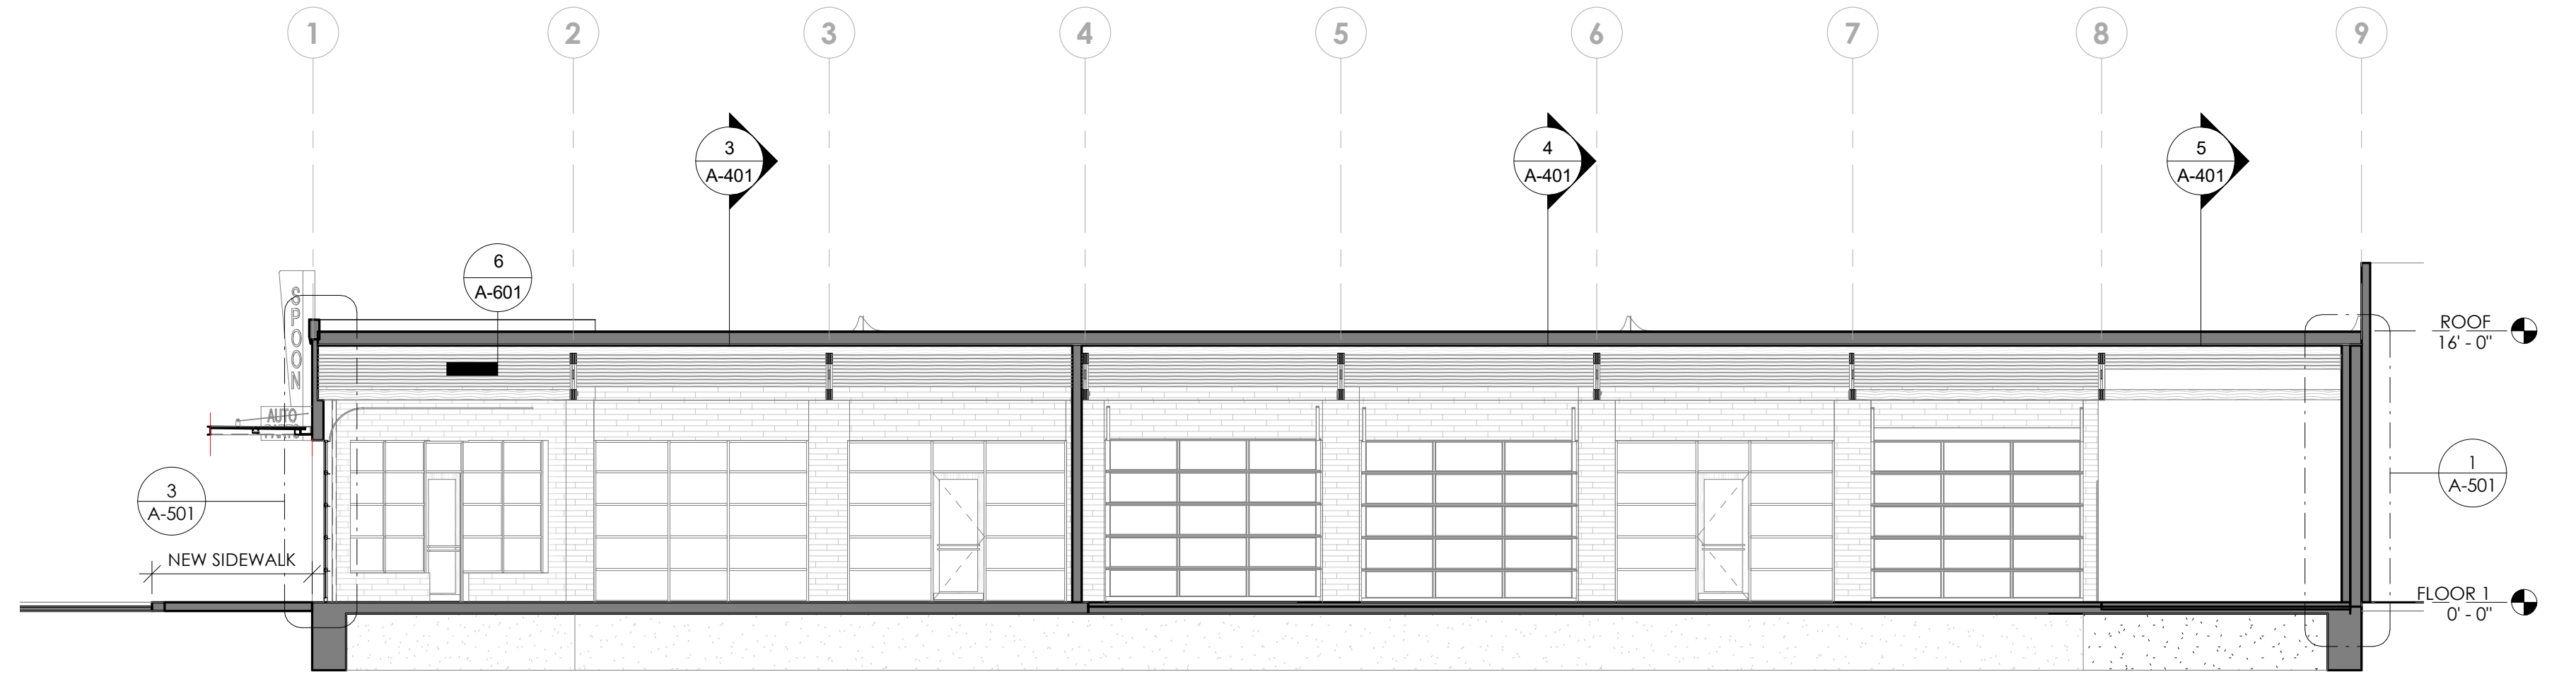 1 2 3 4 5 6 7 8 9
3
A-401
4
A-401
5
A-401
6
A-601
SPOON
ROOF
16' - 0"
AUTO
PARTS
3
A-501
1
A-501
NEW SIDEWALK
FLOOR 1
0' - 0"